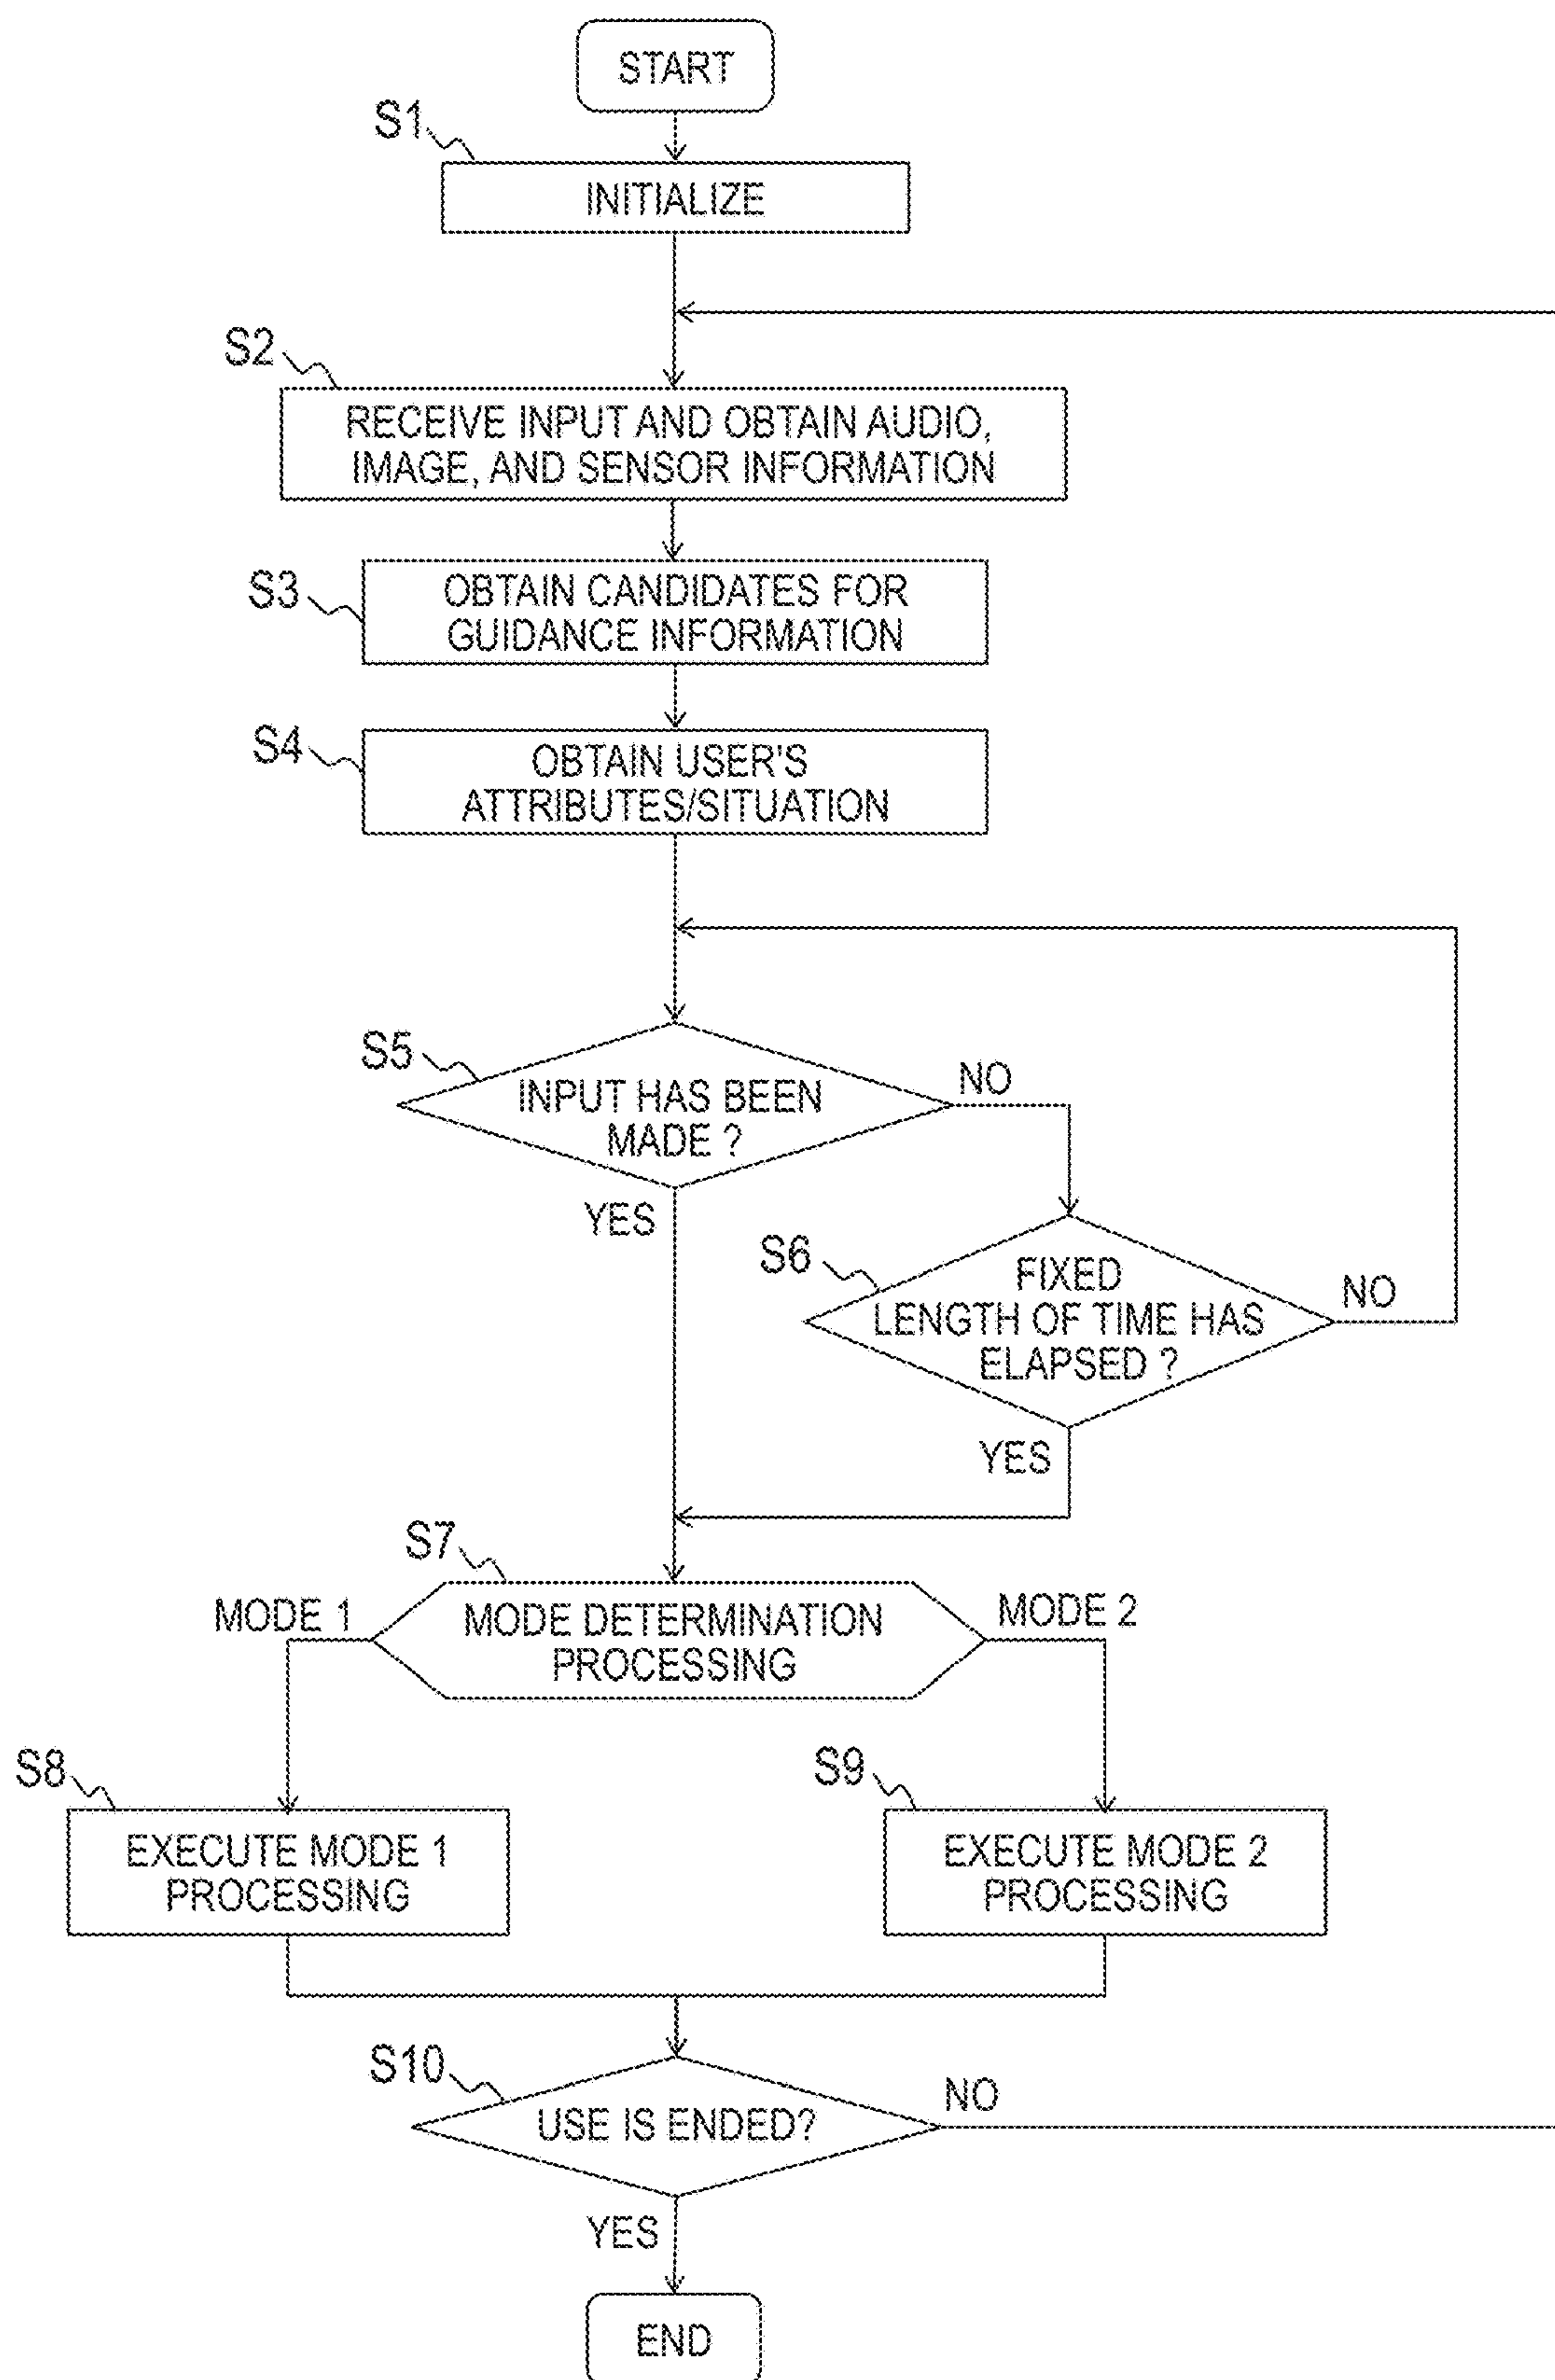 START
S1
INITIALIZE
S2
RECEIVE INPUT AND OBTAIN AUDIO,
IMAGE, AND SENSOR INFORMATION
S3
OBTAIN CANDIDATES FOR
GUIDANCE INFORMATION
S4
OBTAIN USER'S
ATTRIBUTES/SITUATION
S5
INPUT HAS BEEN
MADE ?
NO
YES
S6
FIXED
LENGTH OF TIME HAS
ELAPSED ?
NO
YES
S7
MODE 1
MODE DETERMINATION
PROCESSING
MODE 2
S8
EXECUTE MODE 1
PROCESSING
S9
EXECUTE MODE 2
PROCESSING
S10
USE IS ENDED?
NO
YES
END